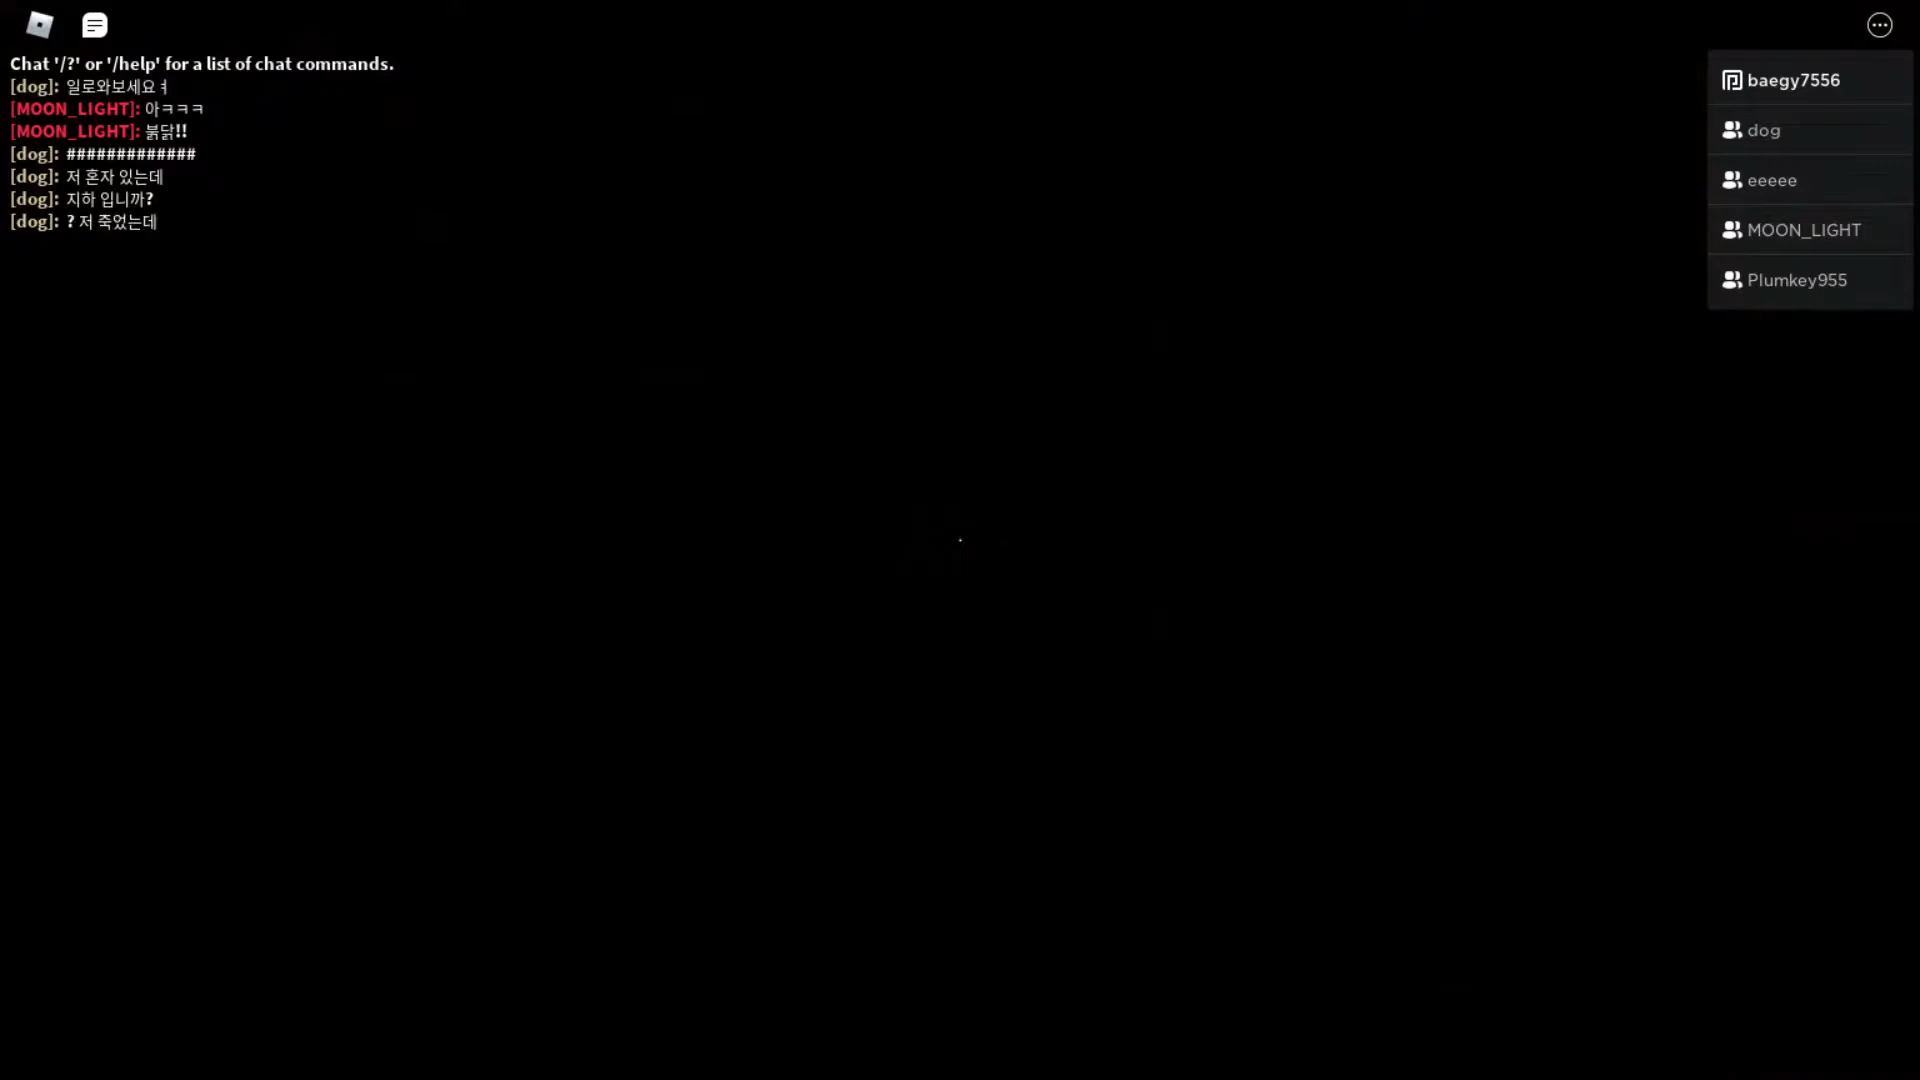 Chat '/?' or '/help' for a list of chat commands.
[dog]: 일로와보세요ㅕ
[MOON_LIGHT]: 아ㅋㅋㅋ
[MOON_LIGHT]: 붉닭!!
[dog]: #############
[dog]: 저 혼자 있는데
[dog]: 지하 입니까?
[dog]: ? 저 죽었는데
baegy7556
dog
eeeee
MOON_LIGHT
Plumkey955